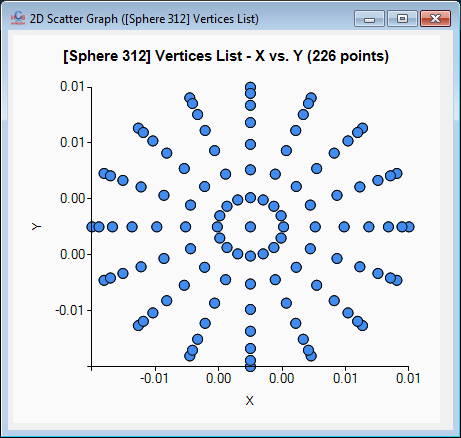 2D Scatter Graph ([Sphere 312] Vertices List)
[Sphere 312] Vertices List - X vs. Y (226 points)
0.01
0.01
0.00
Y
0.00
-0.01
-0.01 0.00 0.00 0.01 0.01
X